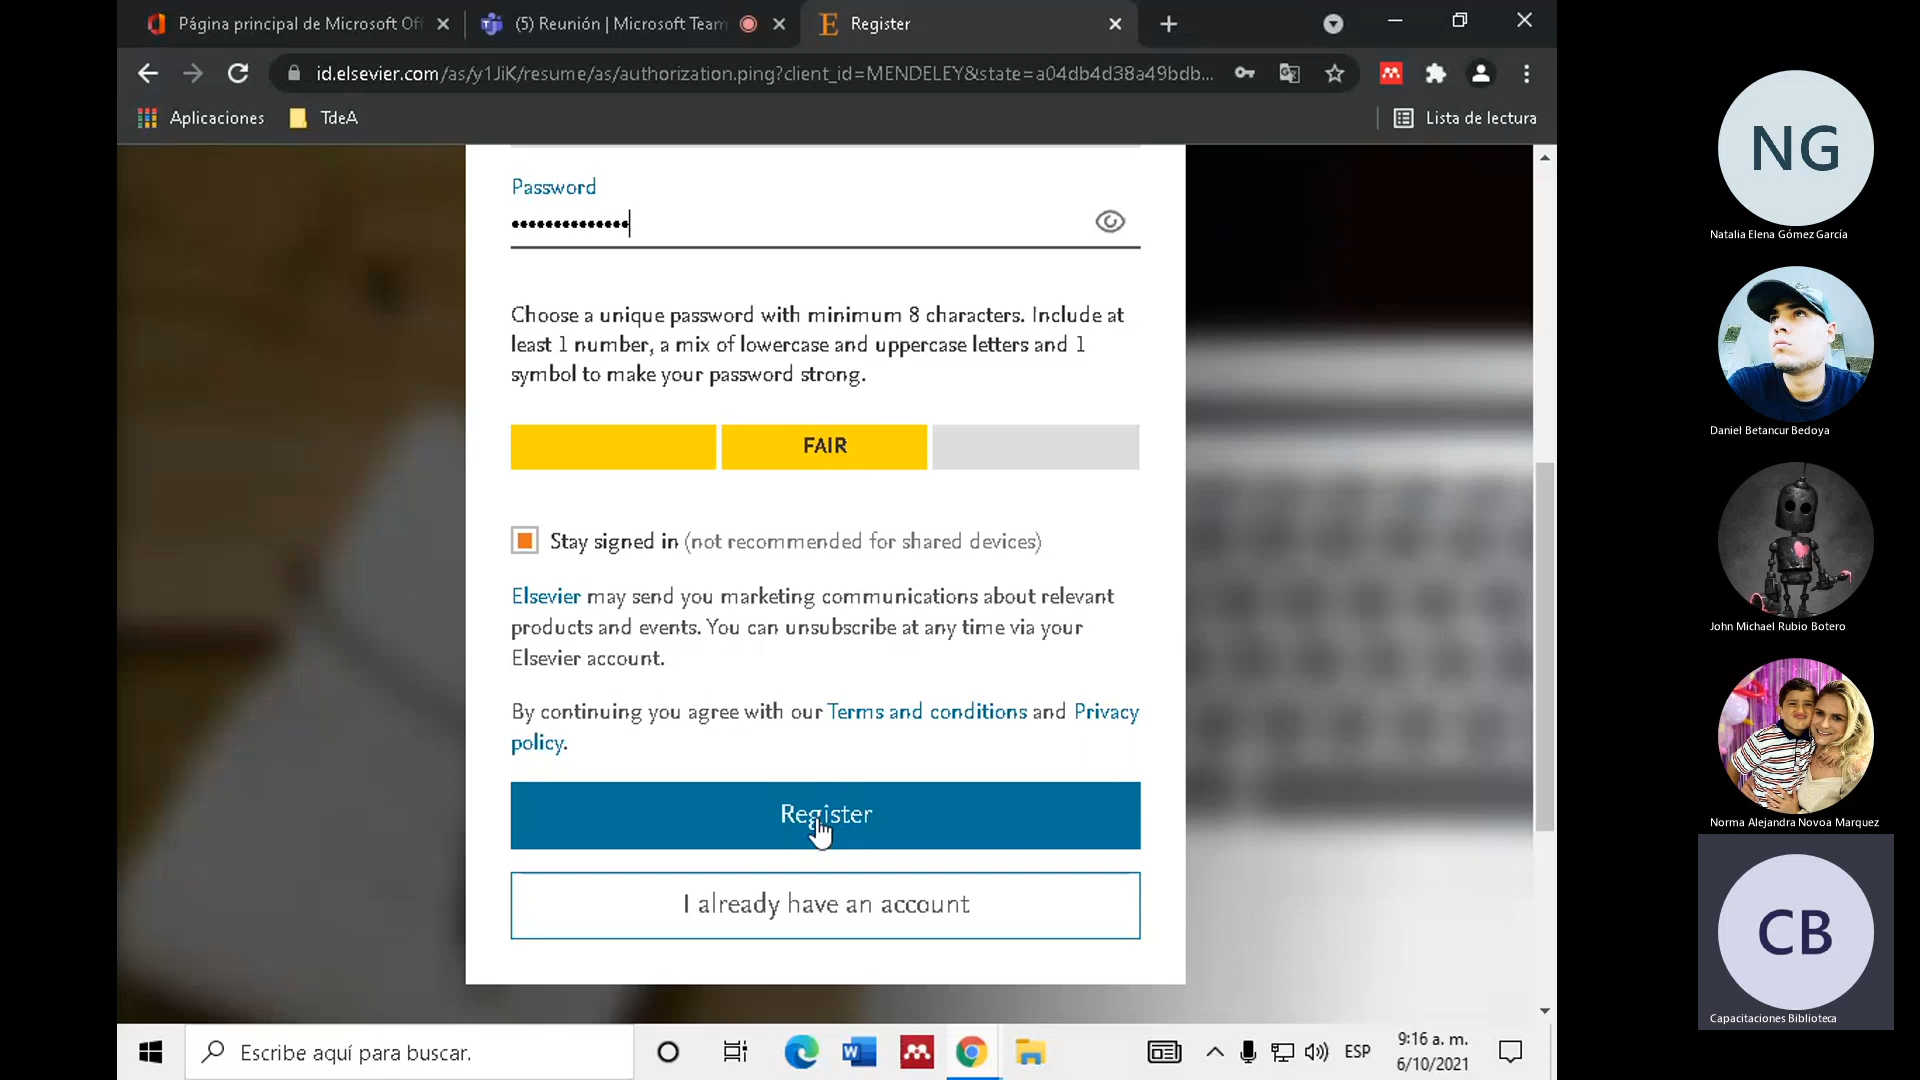 Página principal de Microsoft Of
(5) Reunión | Microsoft Team
Register
id.elsevier.com/as/y1JiK/resume/as/authorization.ping?client_id=MENDELEY&state=a04db4d38a49bdb...
Aplicaciones
TdeA
Lista de lectura
Password
Choose a unique password with minimum 8 characters. Include at
least 1 number, a mix of lowercase and uppercase letters and 1
symbol to make your password strong.
FAIR
Stay signed in (not recommended for shared devices)
Elsevier may send you marketing communications about relevant
products and events. You can unsubscribe at any time via your
Elsevier account.
By continuing you agree with our Terms and conditions and Privacy
policy.
Register
I already have an account
Escribe aquí para buscar.
ESP
9:16 a. m.
6/10/2021
NG
Natalia Elena Gómez García
Daniel Betancur Bedoya
John Michael Rubio Botero
Norma Alejandra Novoa Marquez
CB
Capacitaciones Biblioteca